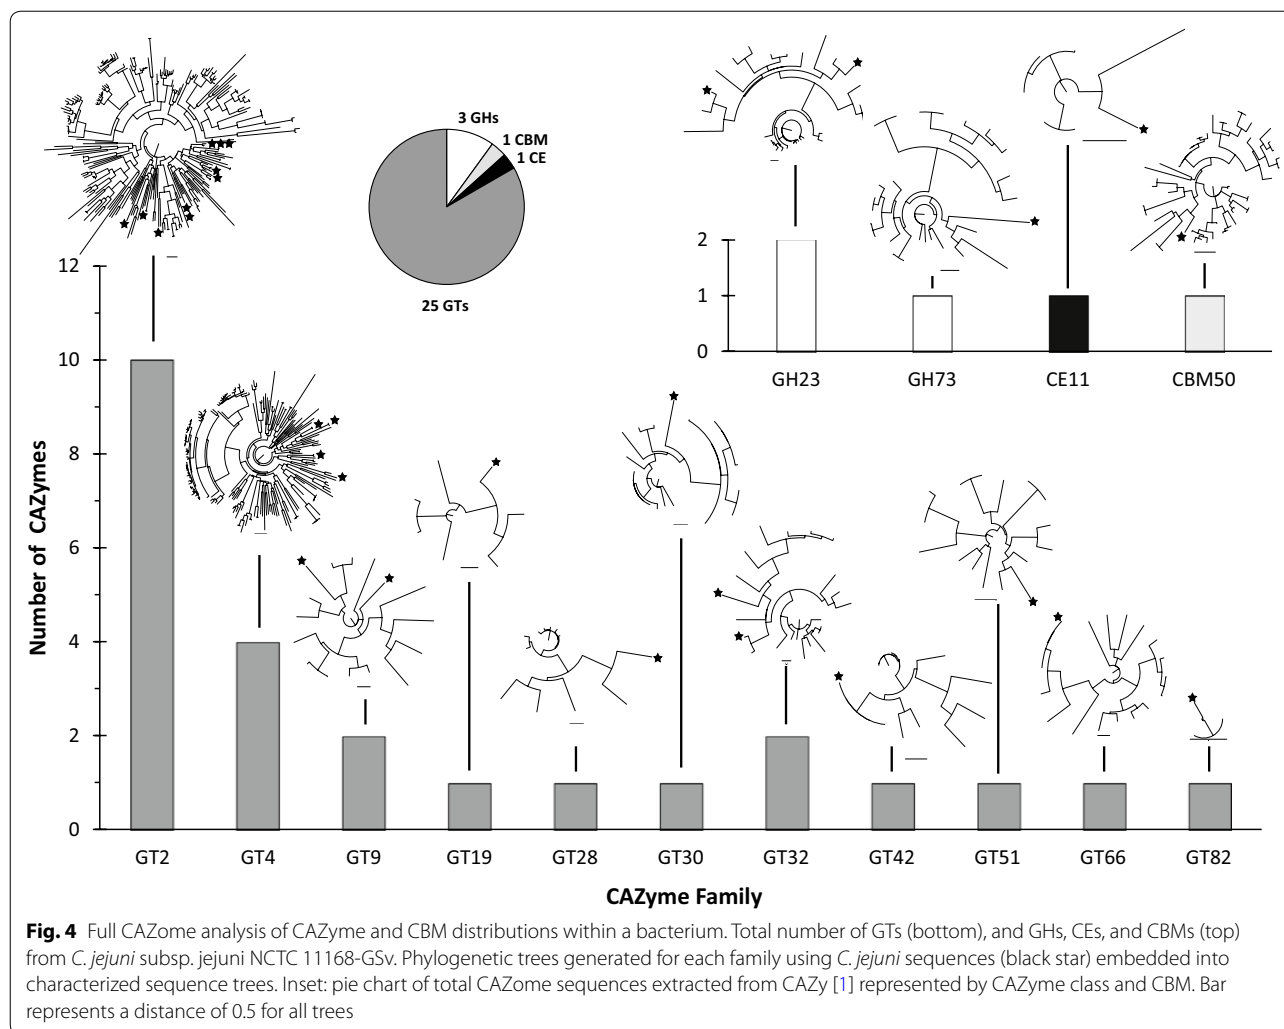 3 GHs
1 CBM
1 CE
25 GTs
2
1
0
GH23 GH73 CE11 CBM50
12
10
8
6
4
2
0
Number of CAZymes
GT2 GT4 GT9 GT19 GT28 GT30 GT32 GT42 GT51 GT66 GT82
CAZyme Family
Fig. 4 Full CAZome analysis of CAZyme and CBM distributions within a bacterium. Total number of GTs (bottom), and GHs, CEs, and CBMs (top)
from C. jejuni subsp. jejuni NCTC 11168-GSv. Phylogenetic trees generated for each family using C. jejuni sequences (black star) embedded into
characterized sequence trees. Inset: pie chart of total CAZome sequences extracted from CAZy [1] represented by CAZyme class and CBM. Bar
represents a distance of 0.5 for all trees